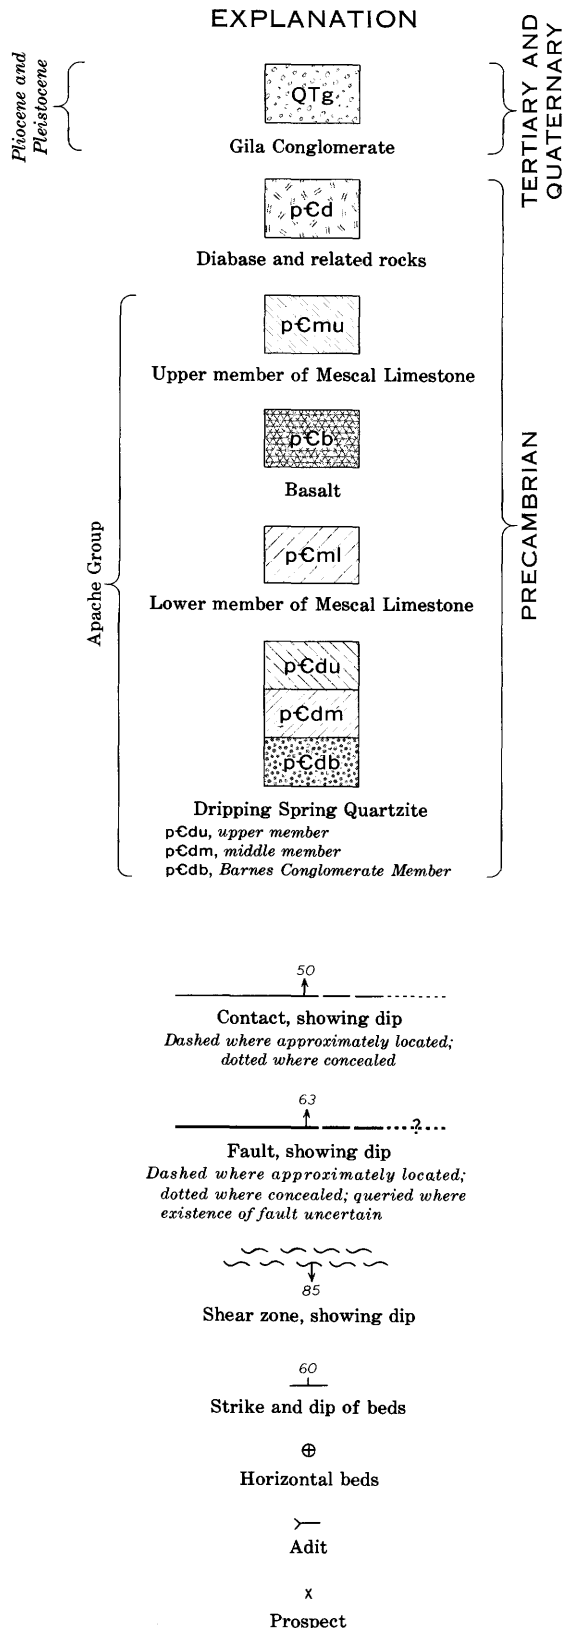 EXPLANATION
Pliocene and
Pleistocene
QTg
Gila Conglomerate
TERTIARY AND
QUATERNARY
p€d
Diabase and related rocks
p€mu
Upper member of Mescal Limestone
p€b
Basalt
p€ml
Lower member of Mescal Limestone
Apache Group
PRECAMBRIAN
p€du
p€dm
p€db
Dripping Spring Quartzite
p€du, upper member
p€dm, middle member
p€db, Barnes Conglomerate Member
50
Contact, showing dip
Dashed where approximately located;
dotted where concealed
63
?
Fault, showing dip
Dashed where approximately located;
dotted where concealed; queried where
existence of fault uncertain
85
Shear zone, showing dip
60
Strike and dip of beds
Horizontal beds
Adit
x
Prospect